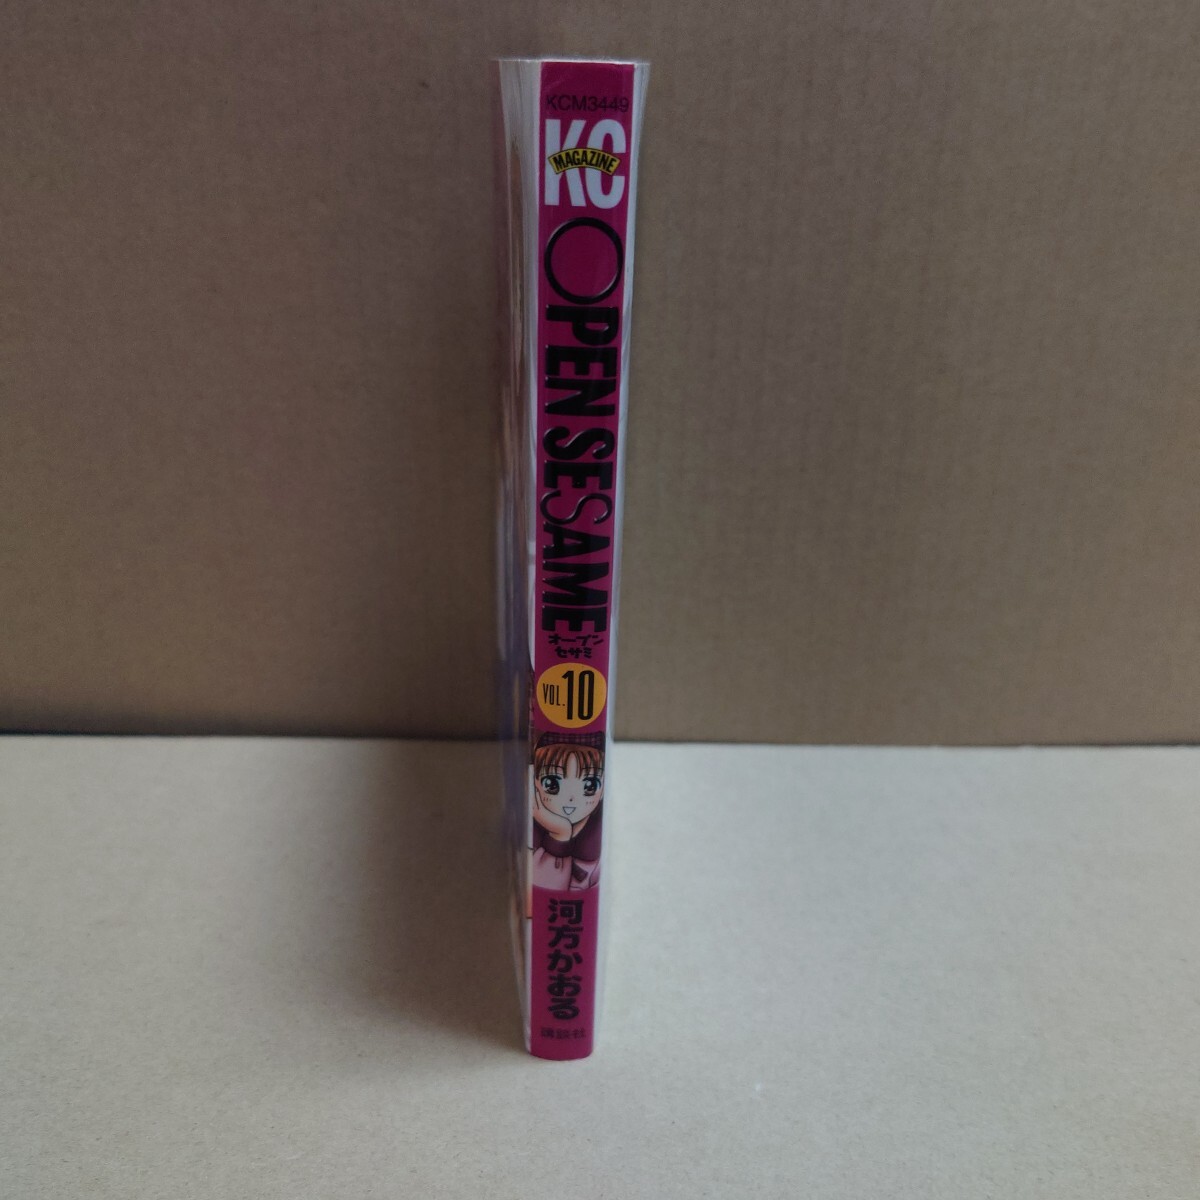 KCM3449
KC
MAGAZINE
OPEN SESAME
オープン
セサミ
VOL.10
河方かおる
講談社